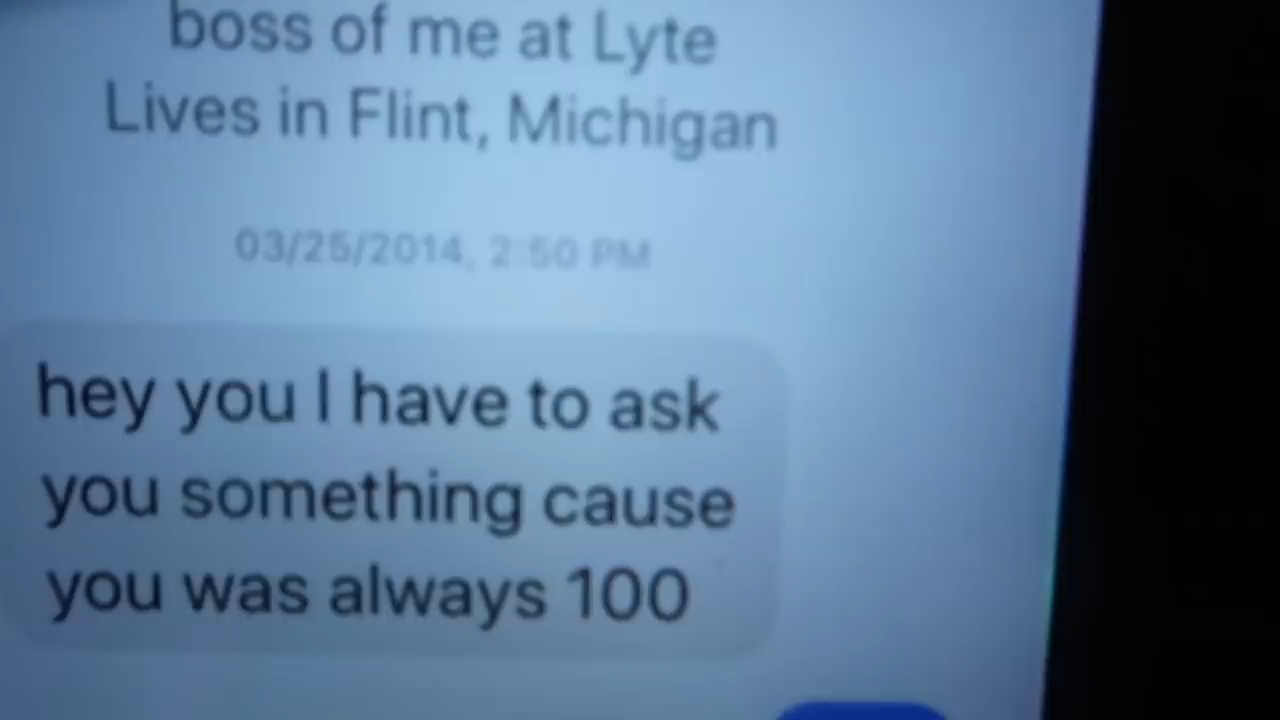 boss of me at Lyte
Lives in Flint, Michigan
03/25/2014, 2:50 PM
hey you I have to ask
you something cause
you was always 100